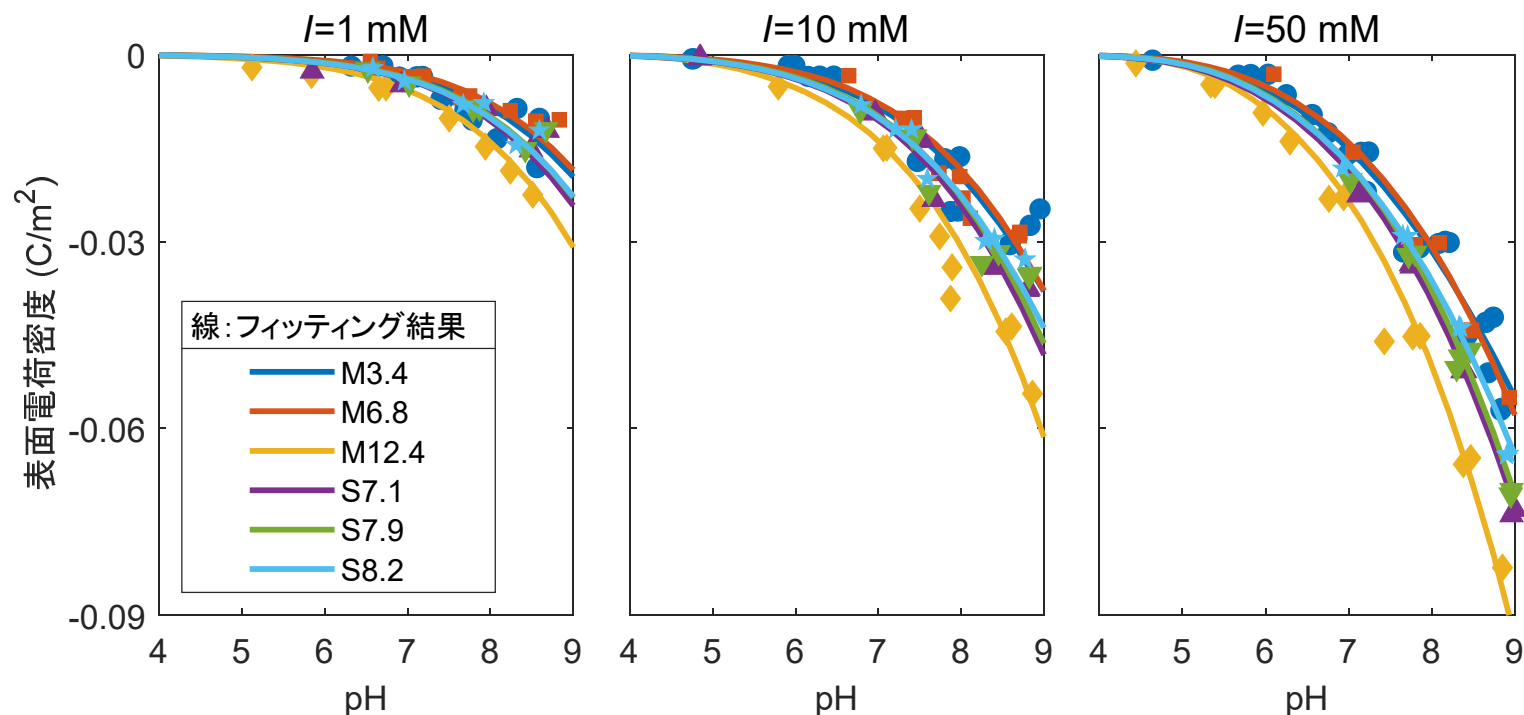 I=1 mM
I=10 mM
I=50 mM
0
-0.03
-0.06
-0.09
表面電荷密度 (C/m²)
線：フィッティング結果
M3.4
M6.8
M12.4
S7.1
S7.9
S8.2
4 5 6 7 8 9
4 5 6 7 8 9
4 5 6 7 8 9
pH
pH
pH